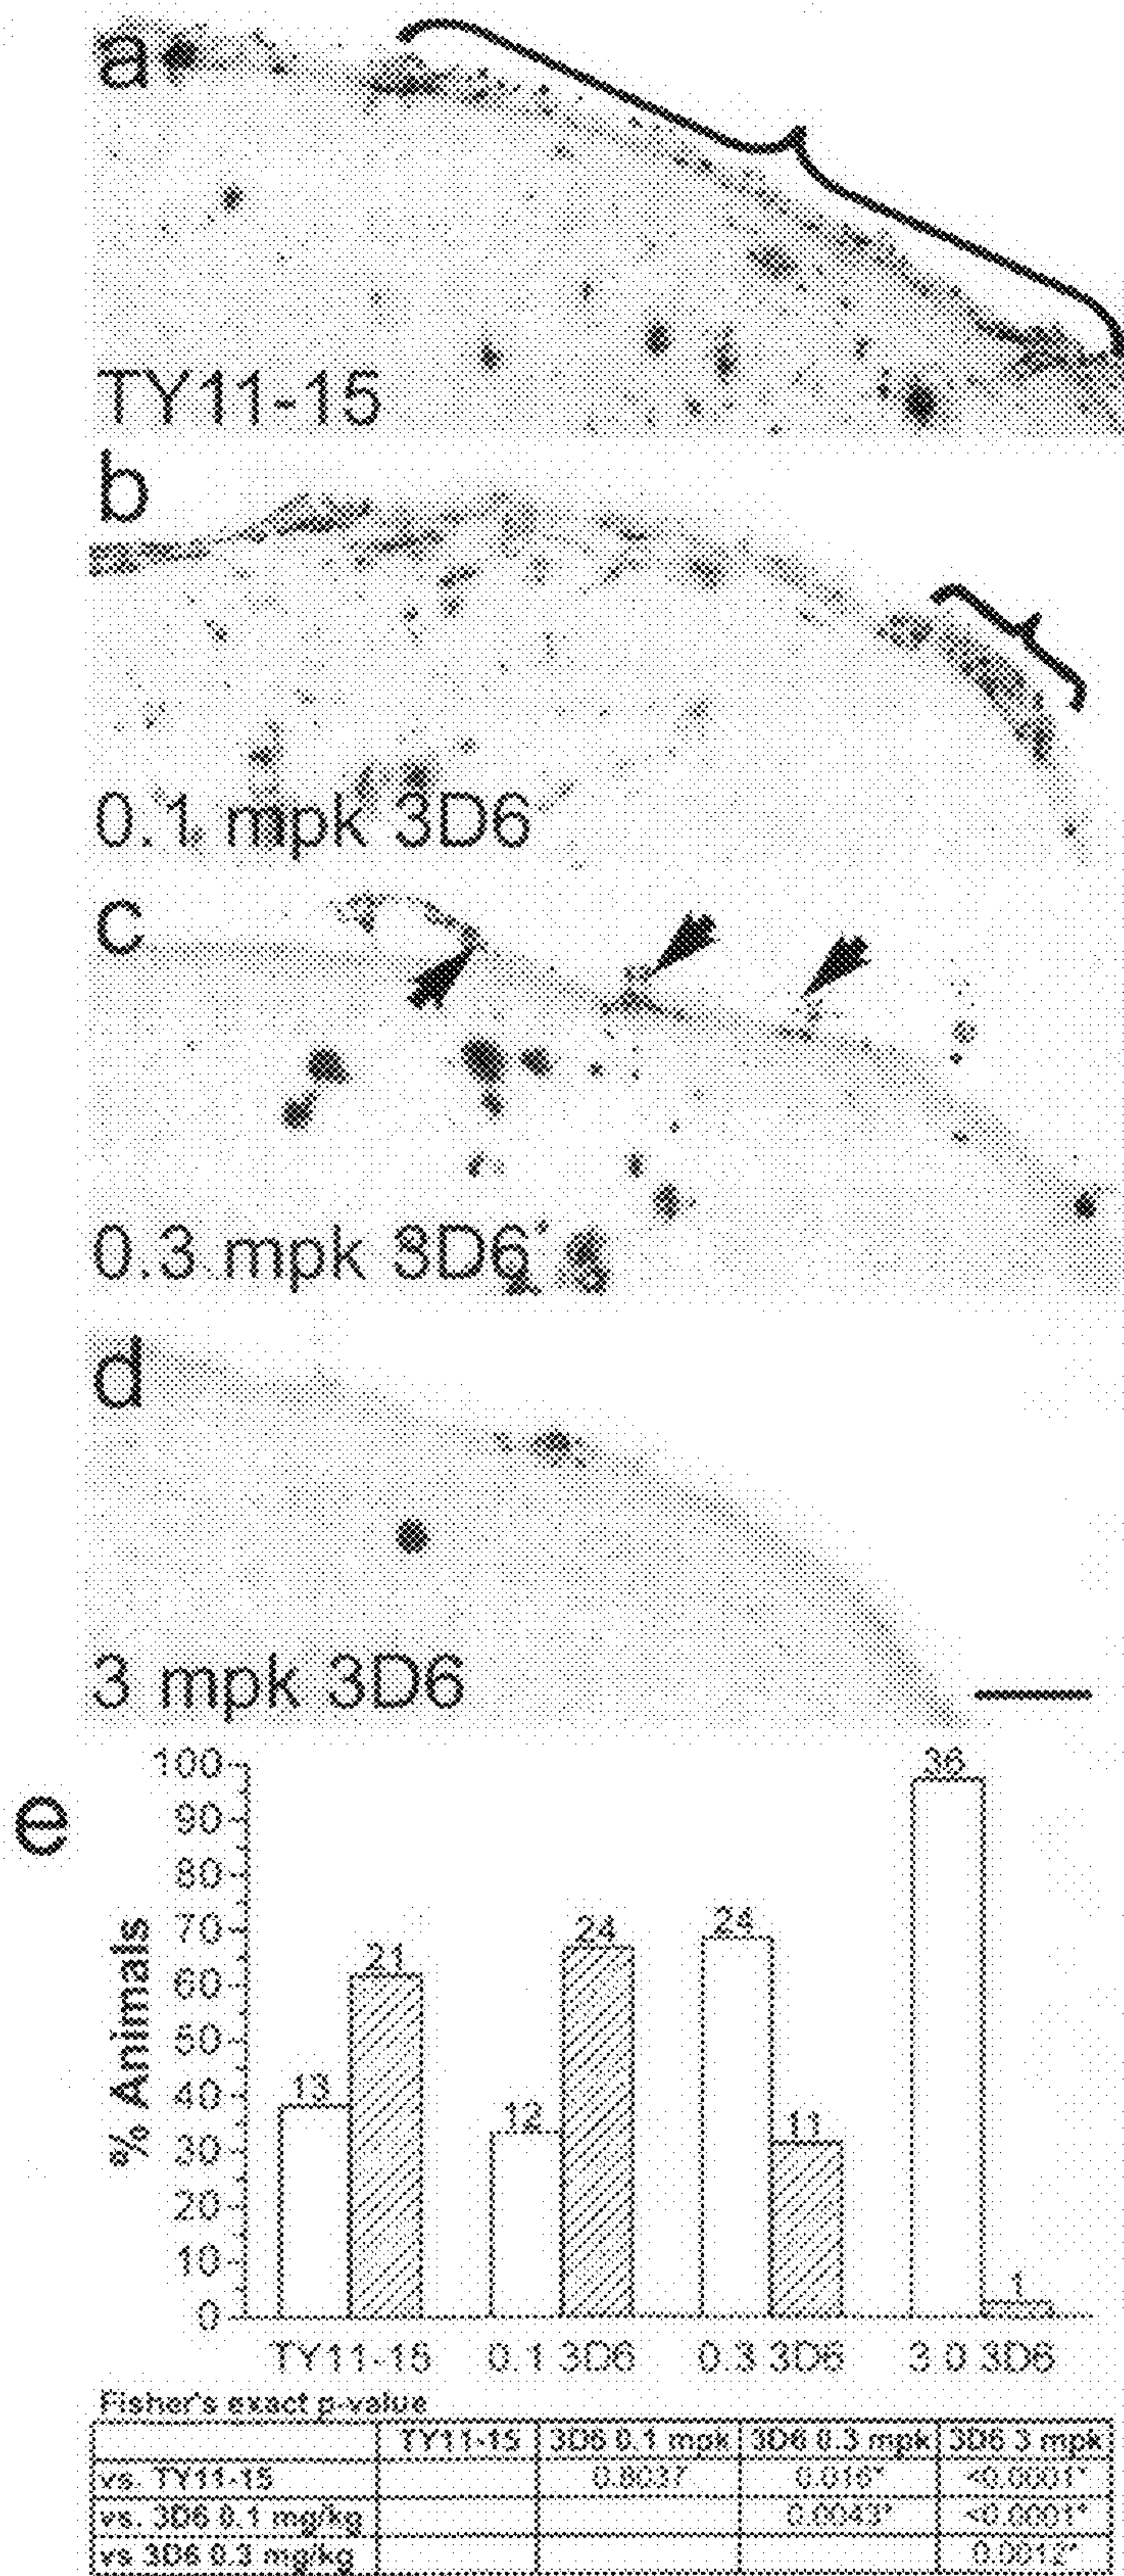 a
TY11-15
b
0.1 mpk 3D6
c
0.3 mpk 3D6
d
3 mpk 3D6
e
% Animals
100
90
80
70
60
50
40
30
20
10
0
13 21 12 24 24 11 36 1
TY11-15 0.1 3D6 0.3 3D6 3.0 3D6
Fisher's exact p-value
TY11-15 3D6 0.1 mpk 3D6 0.3 mpk 3D6 3 mpk
vs. TY11-15 0.8037 0.016* <0.0001*
vs. 3D6 0.1 mg/kg 0.0043* <0.0001*
vs 3D6 0.3 mg/kg 0.0012*